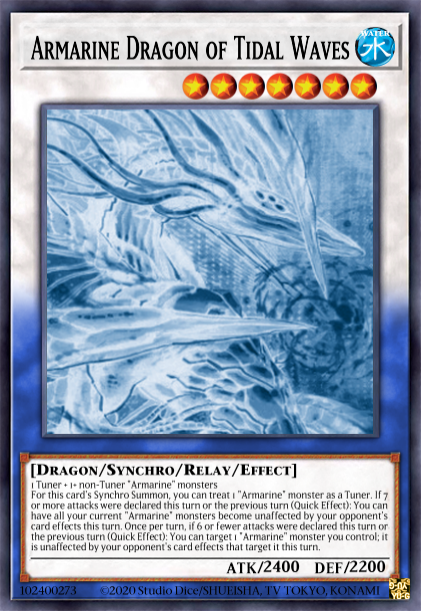 ARMARINE DRAGON OF TIDAL WAVES
WATER
水
[DRAGON/SYNCHRO/RELAY/EFFECT]
1 Tuner + 1+ non-Tuner "Armarine" monsters
For this card's Synchro Summon, you can treat 1 "Armarine" monster as a Tuner. If 7
or more attacks were declared this turn or the previous turn (Quick Effect): You can
have all your current "Armarine" monsters become unaffected by your opponent's
card effects this turn. Once per turn, if 6 or fewer attacks were declared this turn or
the previous turn (Quick Effect): You can target 1 "Armarine" monster you control; it
is unaffected by your opponent's card effects that target it this turn.
ATK/2400 DEF/2200
102400273 ©2020 Studio Dice/SHUEISHA, TV TOKYO, KONAMI